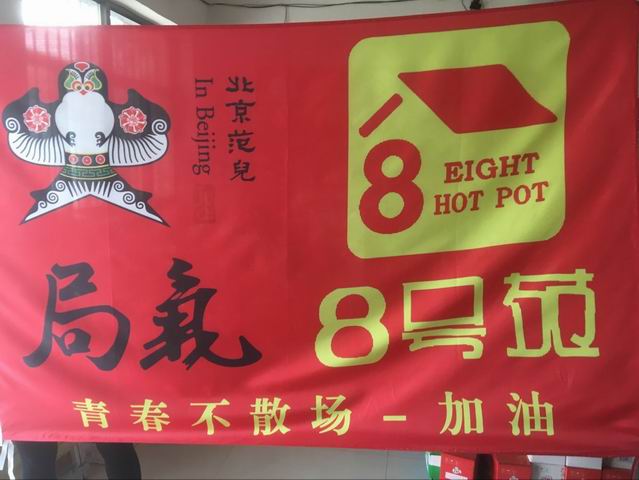 北京范兒
In Beijing
局氣
8
EIGHT
HOT POT
8号苑
青春不散场-加油